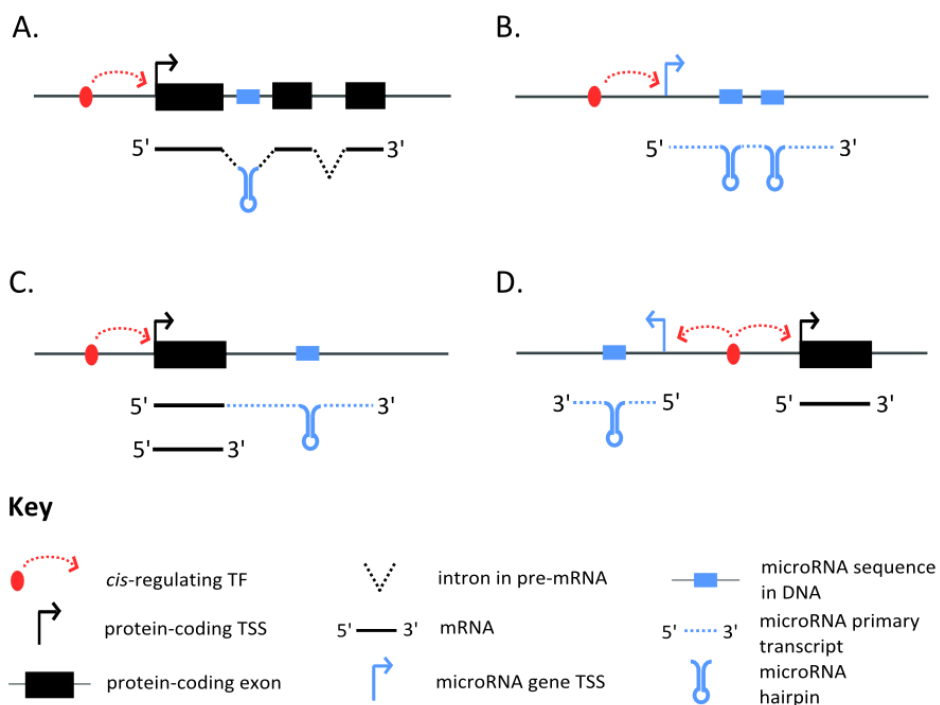 A.
B.
5' 3'
5' 3'
C.
D.
5' 3'
5' 3'
3' 5'
5' 3'
Key
cis-regulating TF
intron in pre-mRNA
microRNA sequence
in DNA
protein-coding TSS
5' 3' mRNA
5' 3' microRNA primary
transcript
protein-coding exon
microRNA gene TSS
microRNA
hairpin